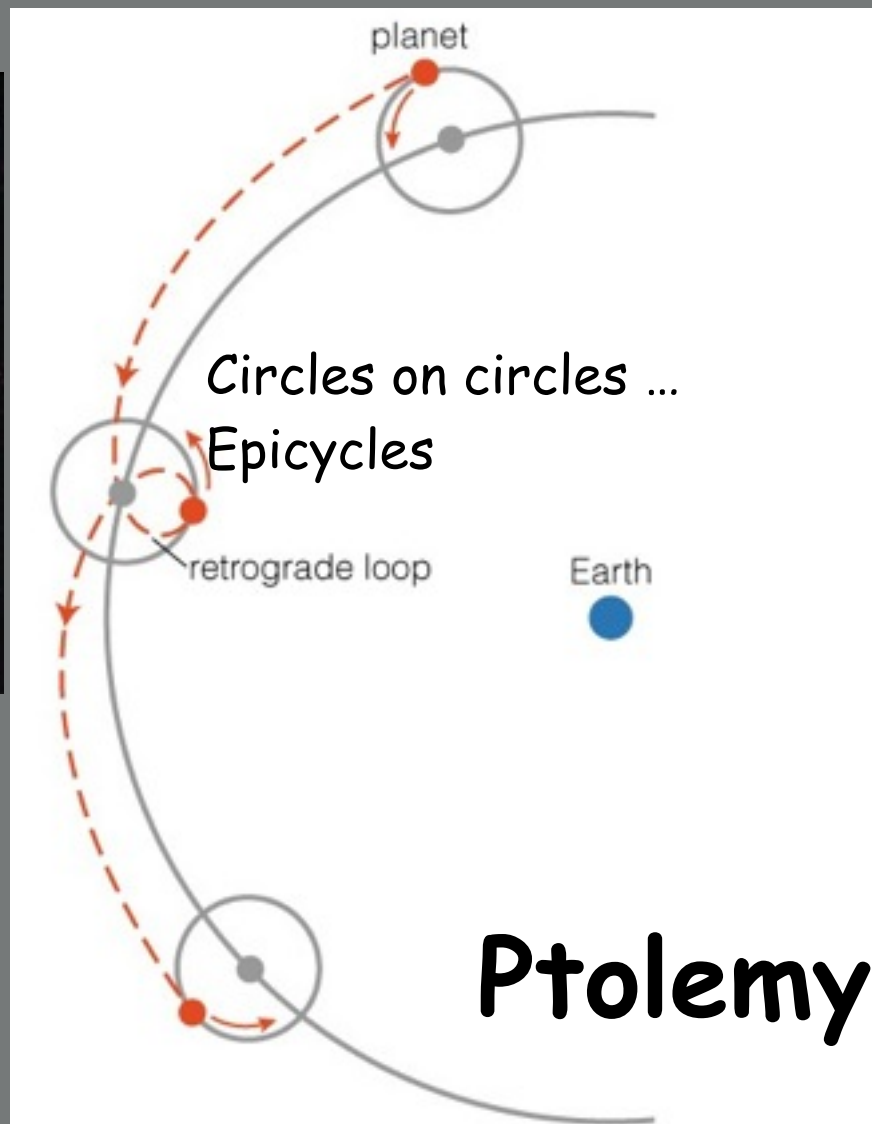 planet
Circles on circles ...
Epicycles
retrograde loop
Earth
Ptolemy